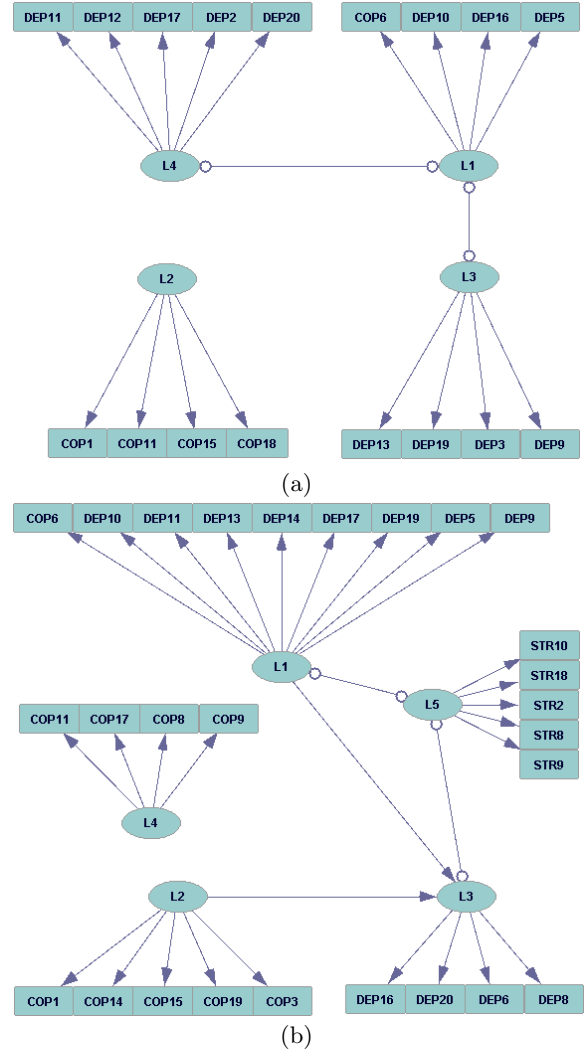 DEP11 DEP12 DEP17 DEP2 DEP20 COP6 DEP10 DEP16 DEP5
L4 L1
L2 L3
COP1 COP11 COP15 COP18 DEP13 DEP19 DEP3 DEP9
(a)
COP6 DEP10 DEP11 DEP13 DEP14 DEP17 DEP19 DEP5 DEP9
STR10
L1
STR18
L5 STR2
COP11 COP17 COP8 COP9
STR8
STR9
L4
L2 L3
COP1 COP14 COP15 COP19 COP3 DEP16 DEP20 DEP6 DEP8
(b)